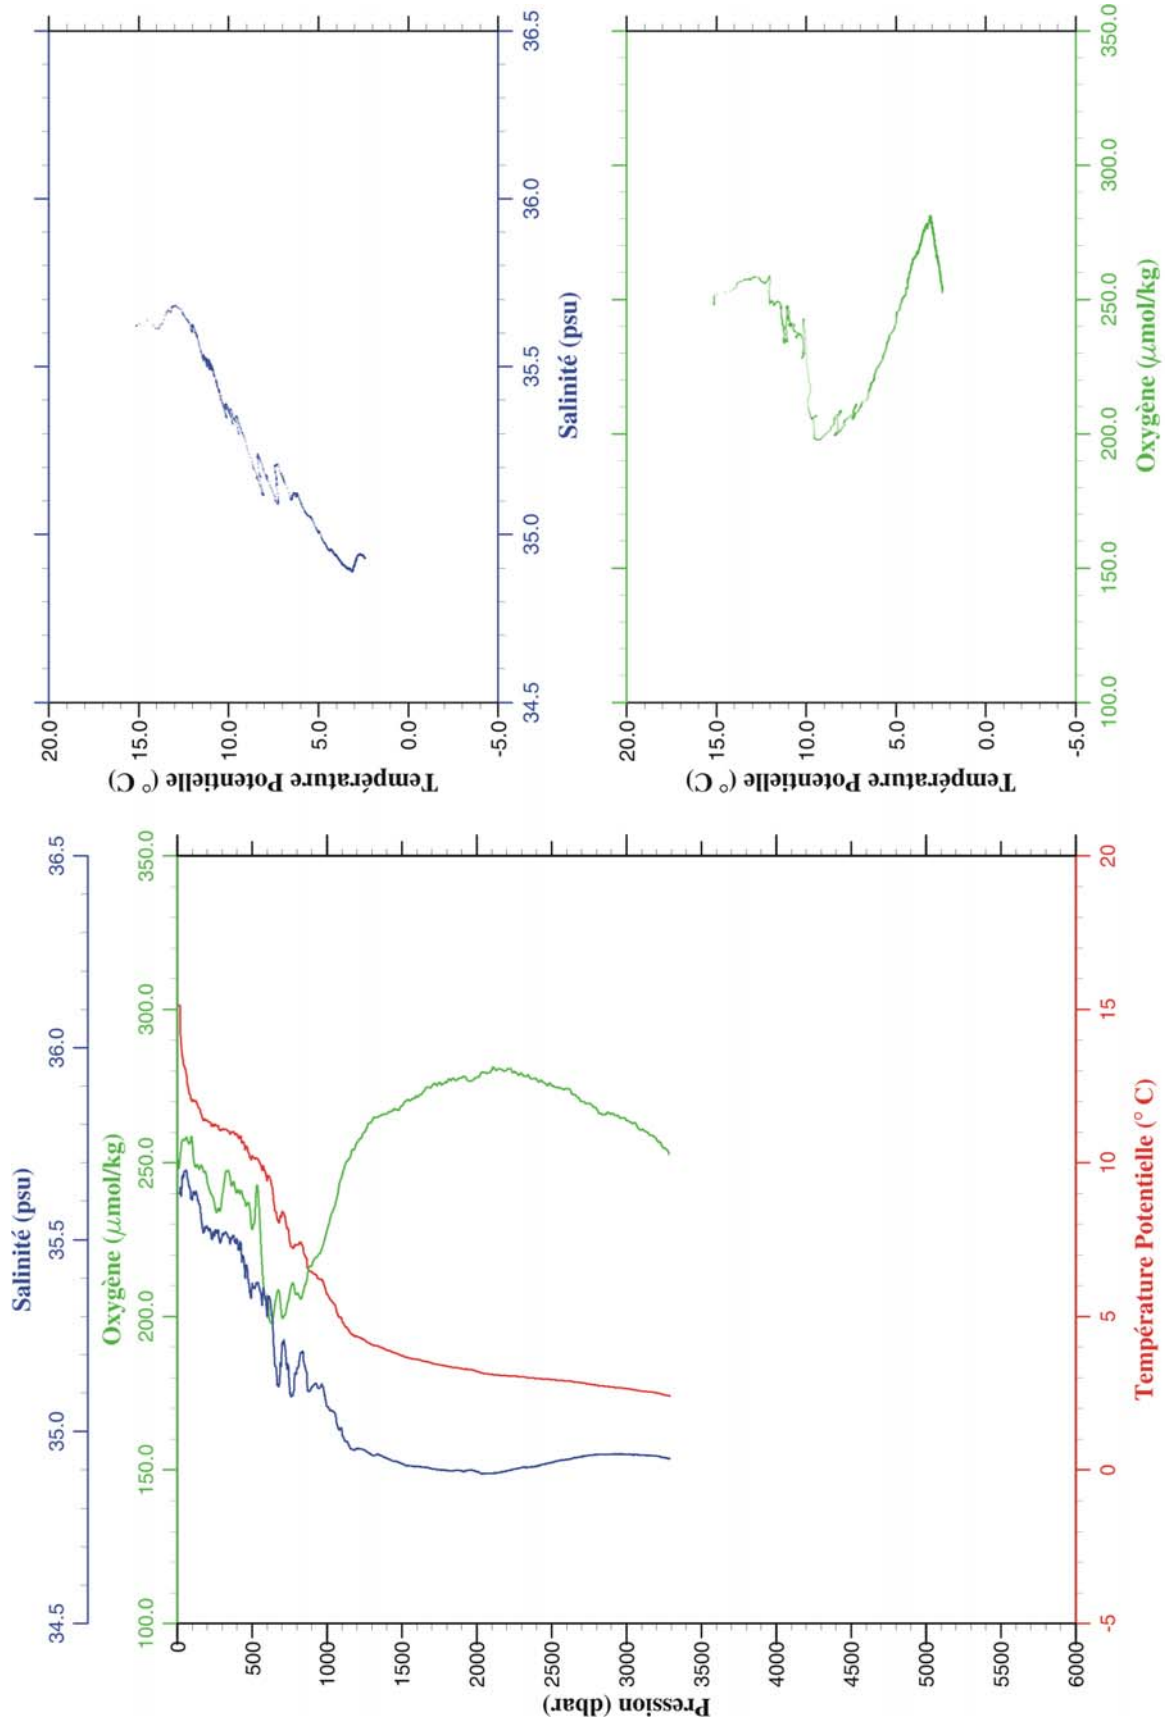 Salinité (psu)
34.5 35.0 35.5 36.0 36.5
Oxygène (μmol/kg)
100.0 150.0 200.0 250.0 300.0 350.0
Pression (dbar)
0
500
1000
1500
2000
2500
3000
3500
4000
4500
5000
5500
6000
-5 0 5 10 15 20
Température Potentielle (° C)
Température Potentielle (° C)
20.0
15.0
10.0
5.0
0.0
-5.0
34.5 35.0 35.5 36.0 36.5
Salinité (psu)
Température Potentielle (° C)
20.0
15.0
10.0
5.0
0.0
-5.0
100.0 150.0 200.0 250.0 300.0 350.0
Oxygène (μmol/kg)